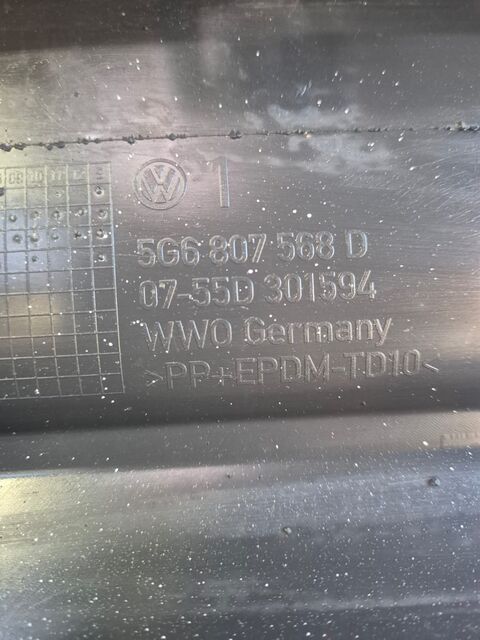 1
5G6 807 568 D
07-55D 301594
WWO Germany
>PP+EPDM-TD10<